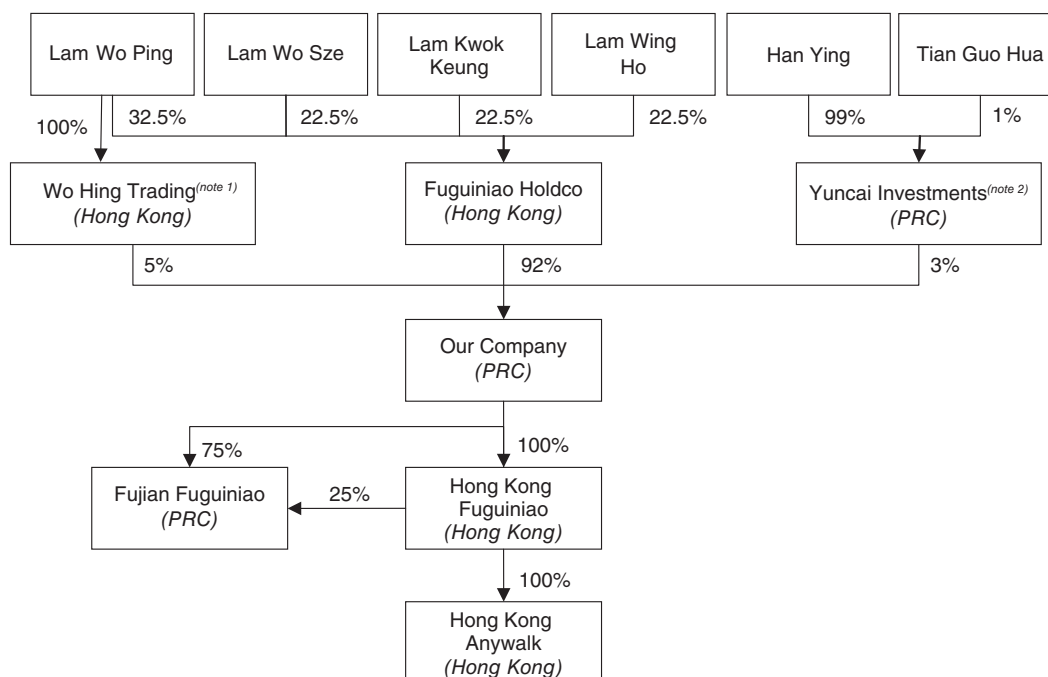 Lam Wo Ping
Lam Wo Sze
Lam Kwok
Keung
Lam Wing
Ho
Han Ying
Tian Guo Hua
100%
32.5%
22.5%
22.5%
22.5%
99%
1%
Wo Hing Trading(note 1)
(Hong Kong)
Fuguiniao Holdco
(Hong Kong)
Yuncai Investments(note 2)
(PRC)
5%
92%
3%
Our Company
(PRC)
75%
100%
Fujian Fuguiniao
(PRC)
25%
Hong Kong
Fuguiniao
(Hong Kong)
100%
Hong Kong
Anywalk
(Hong Kong)